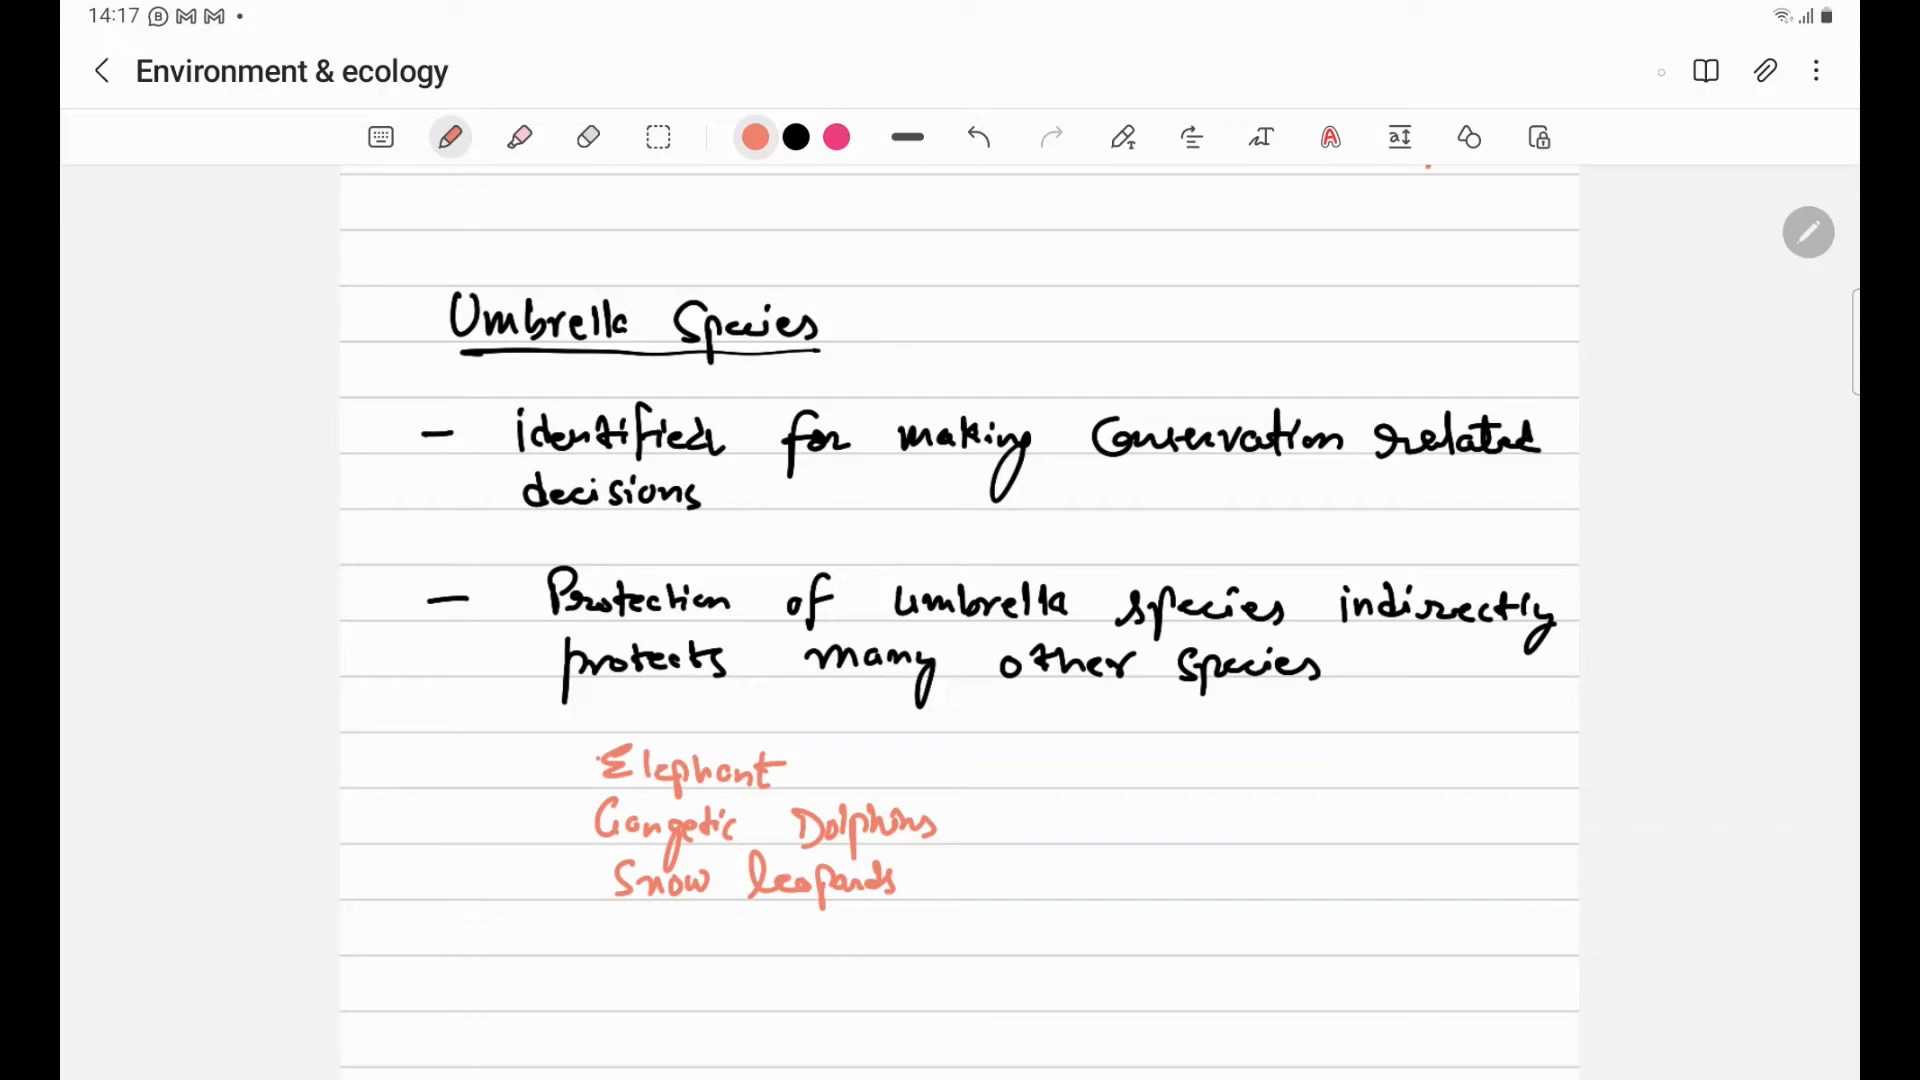 14:17
Environment & ecology
Umbrella Species
- identified for making Conservation related
decisions
- Protection of umbrella species indirectly
protects many other species
Elephant
Gangetic Dolphins
Snow leopards